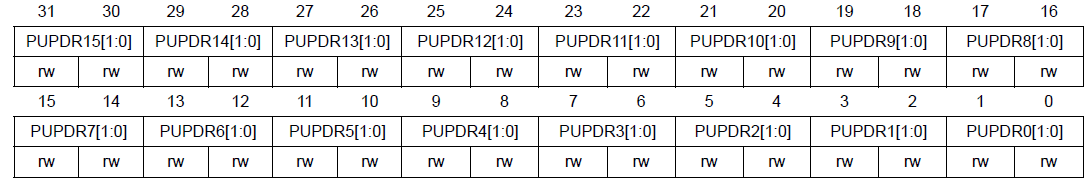 31 30 29 28 27 26 25 24 23 22 21 20 19 18 17 16
PUPDR15[1:0] PUPDR14[1:0] PUPDR13[1:0] PUPDR12[1:0] PUPDR11[1:0] PUPDR10[1:0] PUPDR9[1:0] PUPDR8[1:0]
rw rw rw rw rw rw rw rw rw rw rw rw rw rw rw rw
15 14 13 12 11 10 9 8 7 6 5 4 3 2 1 0
PUPDR7[1:0] PUPDR6[1:0] PUPDR5[1:0] PUPDR4[1:0] PUPDR3[1:0] PUPDR2[1:0] PUPDR1[1:0] PUPDR0[1:0]
rw rw rw rw rw rw rw rw rw rw rw rw rw rw rw rw